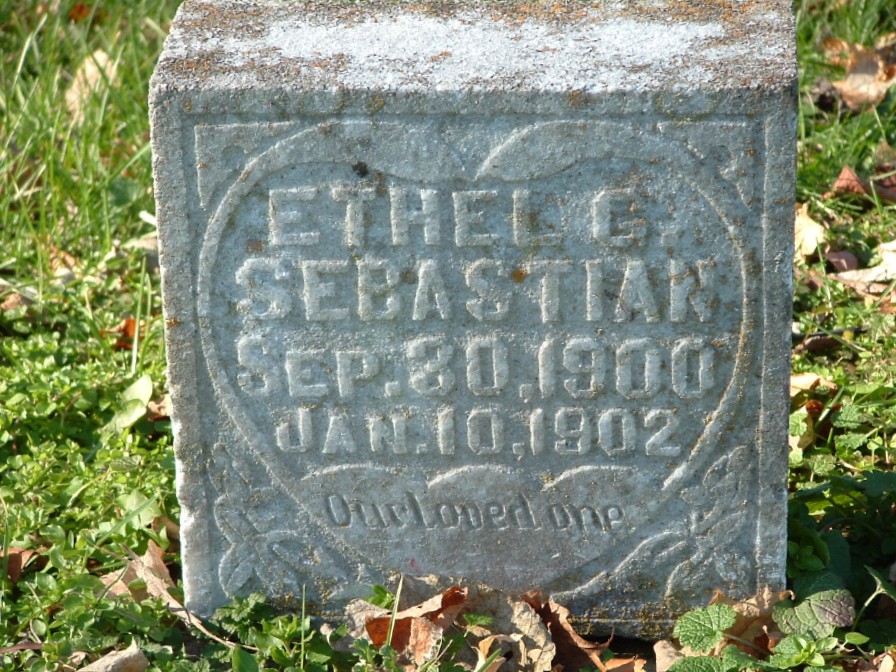 ETHEL G.
SEBASTIAN
SEP. 30, 1900
JAN. 10, 1902
Our Loved one